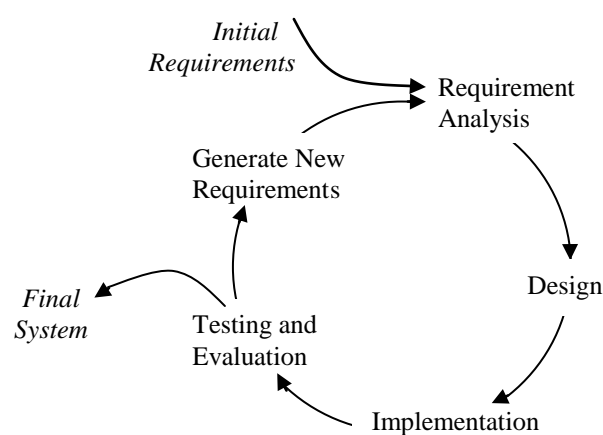 Initial
Requirements
Requirement
Analysis
Generate New
Requirements
Design
Final
System
Testing and
Evaluation
Implementation